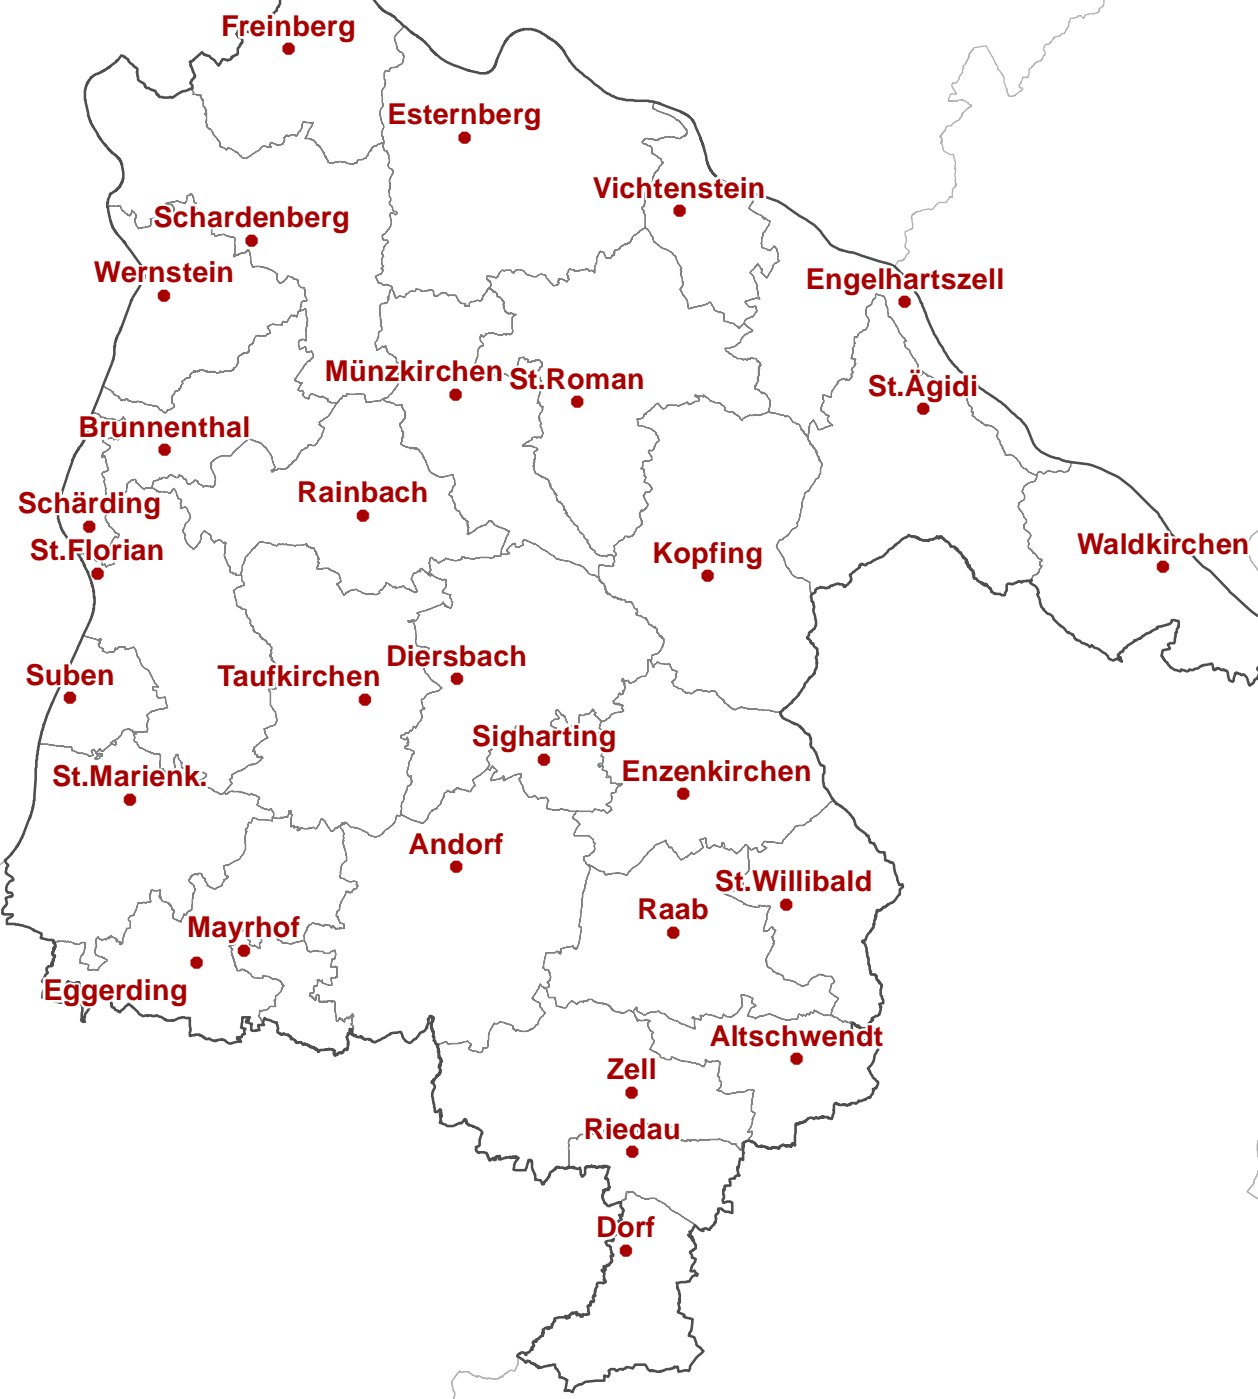 Freinberg
Esternberg
Vichtenstein
Schardenberg
Wernstein
Engelhartszell
Münzkirchen
St.Roman
St.Ägidi
Brunnenthal
Rainbach
Schärding
St.Florian
Kopfing
Waldkirchen
Diersbach
Suben
Taufkirchen
Sigharting
Enzenkirchen
St.Marienk.
Andorf
St.Willibald
Raab
Mayrhof
Eggerding
Altschwendt
Zell
Riedau
Dorf